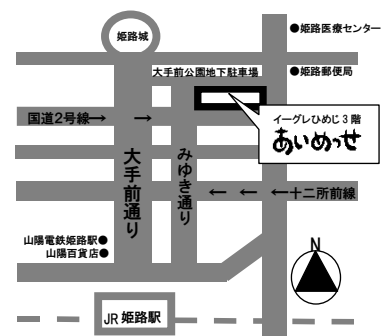 姫路城
●姫路医療センター
大手前公園地下駐車場
●姫路郵便局
イーグレひめじ3階
あいめっせ
国道2号線→ →
大手前通り
みゆき通り
← ← ←十二所前線
山陽電鉄姫路駅●
山陽百貨店●
N
JR 姫路駅